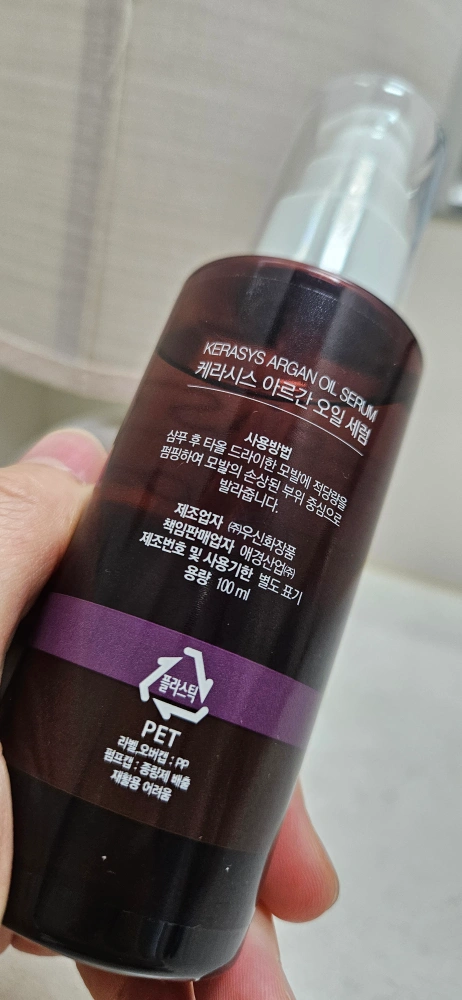 KERASYS ARGAN OIL SERUM
케라시스 아르간 오일 세럼
사용방법
샴푸 후 타올 드라이한 모발에 적당량을
펌핑하여 모발의 손상된 부위 중심으로
발라줍니다.
제조업자 ㈜우신화장품
책임판매업자 애경산업㈜
제조번호 및 사용기한 별도 표기
용량 100 ml
플라스틱
PET
라벨,오버캡 : PP
펌프캡 : 종량제 배출
재활용 어려움